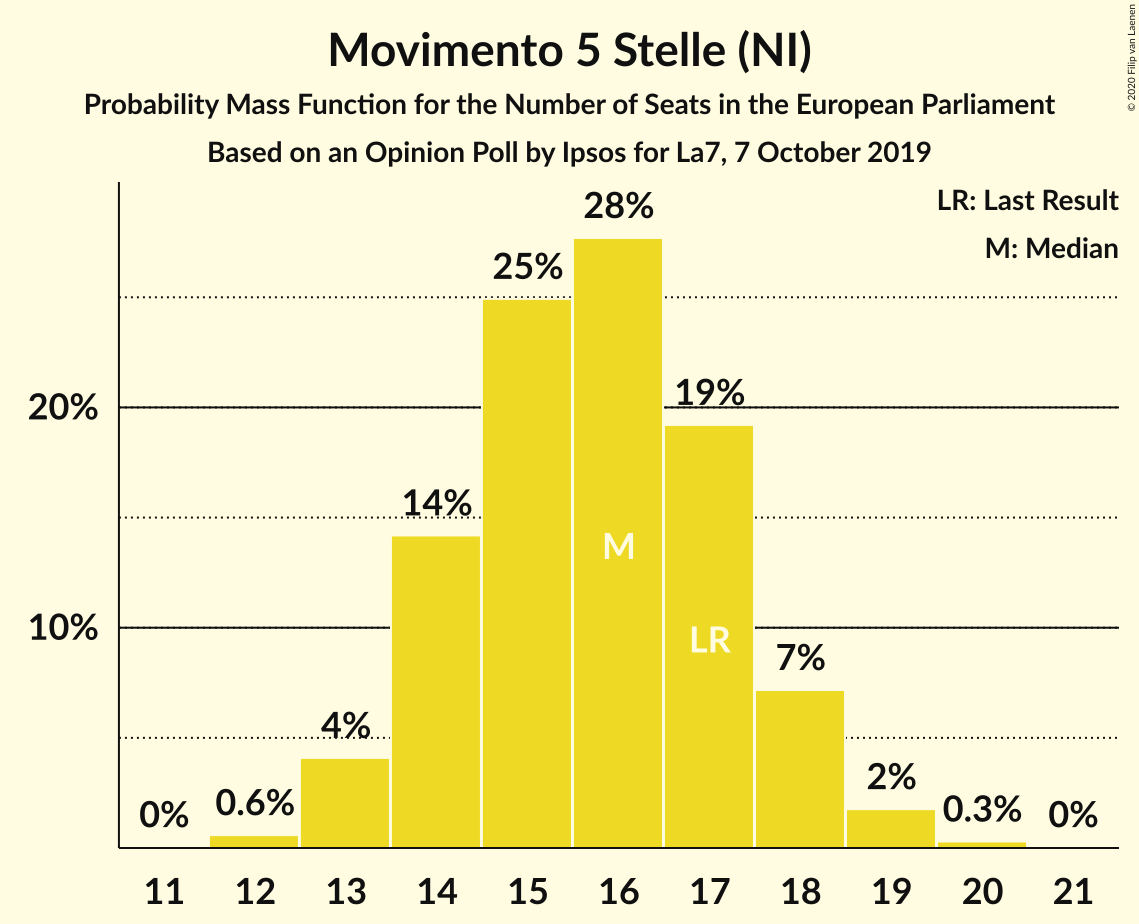 Movimento 5 Stelle (NI)
Probability Mass Function for the Number of Seats in the European Parliament
Based on an Opinion Poll by Ipsos for La7, 7 October 2019
© 2020 Filip van Laenen
LR: Last Result
M: Median
28%
25%
20%
19%
14%
M
10%
LR
7%
4%
2%
0%
0.6%
0.3%
0%
11 12 13 14 15 16 17 18 19 20 21